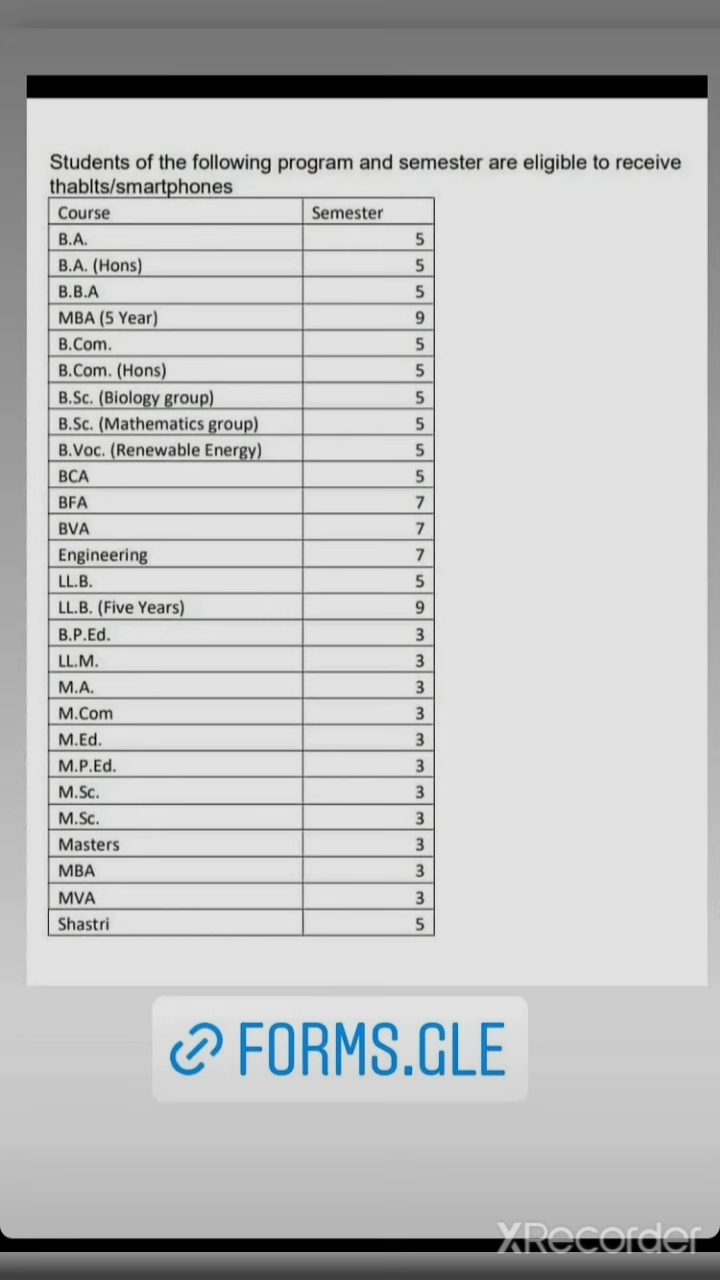 Students of the following program and semester are eligible to receive
thablts/smartphones
Course Semester
B.A. 5
B.A. (Hons) 5
B.B.A 5
MBA (5 Year) 9
B.Com. 5
B.Com. (Hons) 5
B.Sc. (Biology group) 5
B.Sc. (Mathematics group) 5
B.Voc. (Renewable Energy) 5
BCA 5
BFA 7
BVA 7
Engineering 7
LL.B. 5
LL.B. (Five Years) 9
B.P.Ed. 3
LL.M. 3
M.A. 3
M.Com 3
M.Ed. 3
M.P.Ed. 3
M.Sc. 3
M.Sc. 3
Masters 3
MBA 3
MVA 3
Shastri 5
FORMS.GLE
XRecorder